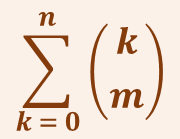 n
∑ (k
k = 0 m)